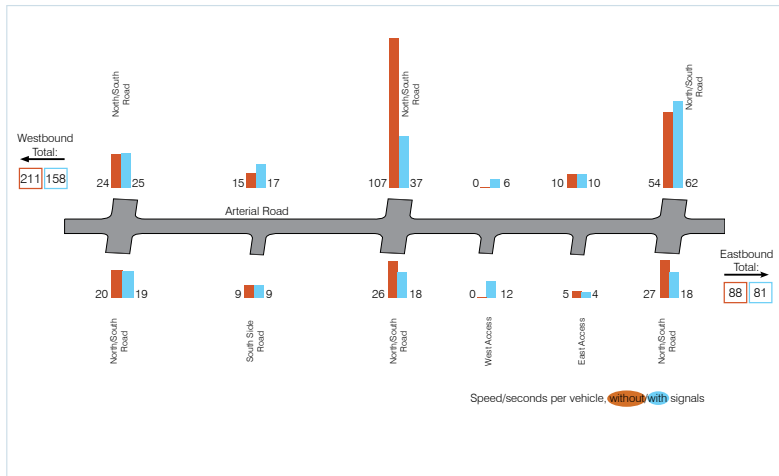 North/South
Road
North/South
Road
North/South
Road
Westbound
Total:
211 158
24 25
15 17
107 37
0 6
10 10
54 62
Arterial Road
Eastbound
Total:
88 81
20 19
9 9
26 18
0 12
5 4
27 18
North/South
Road
South Side
Road
North/South
Road
West Access
East Access
North/South
Road
Speed/seconds per vehicle, without/with signals